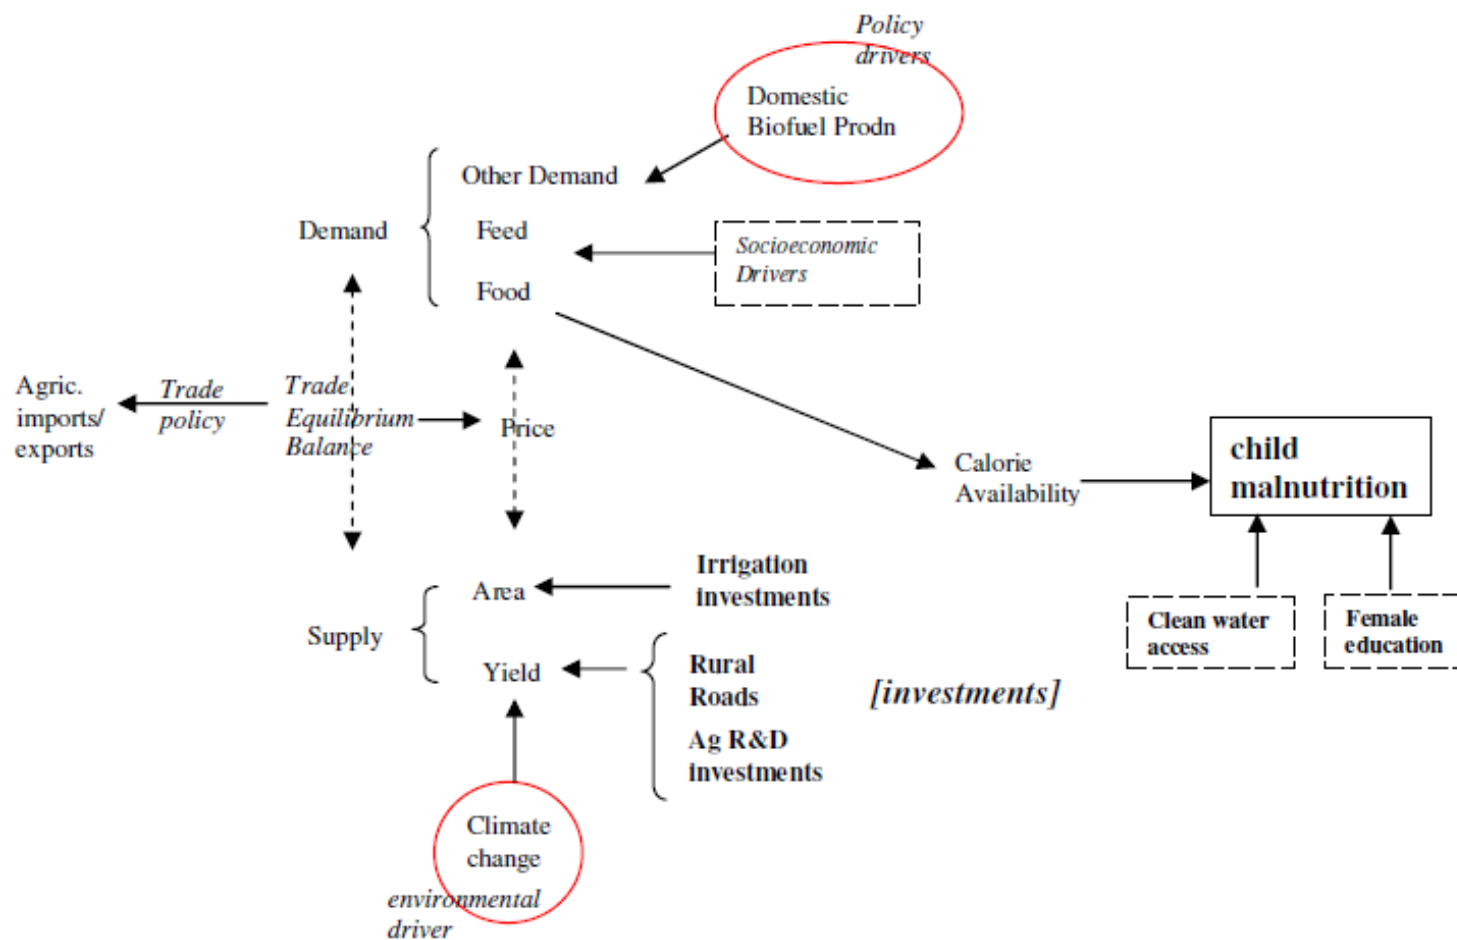 Policy
drivers
Domestic
Biofuel Prodn
Other Demand
Demand
Feed
Socioeconomic
Drivers
Food
Agric.
imports/
exports
Trade
policy
Trade
Equilibrium
Balance
Price
Calorie
Availability
child
malnutrition
Irrigation
investments
Area
Clean water
access
Female
education
Supply
Yield
Rural
Roads
[investments]
Ag R&D
investments
Climate
change
environmental
driver